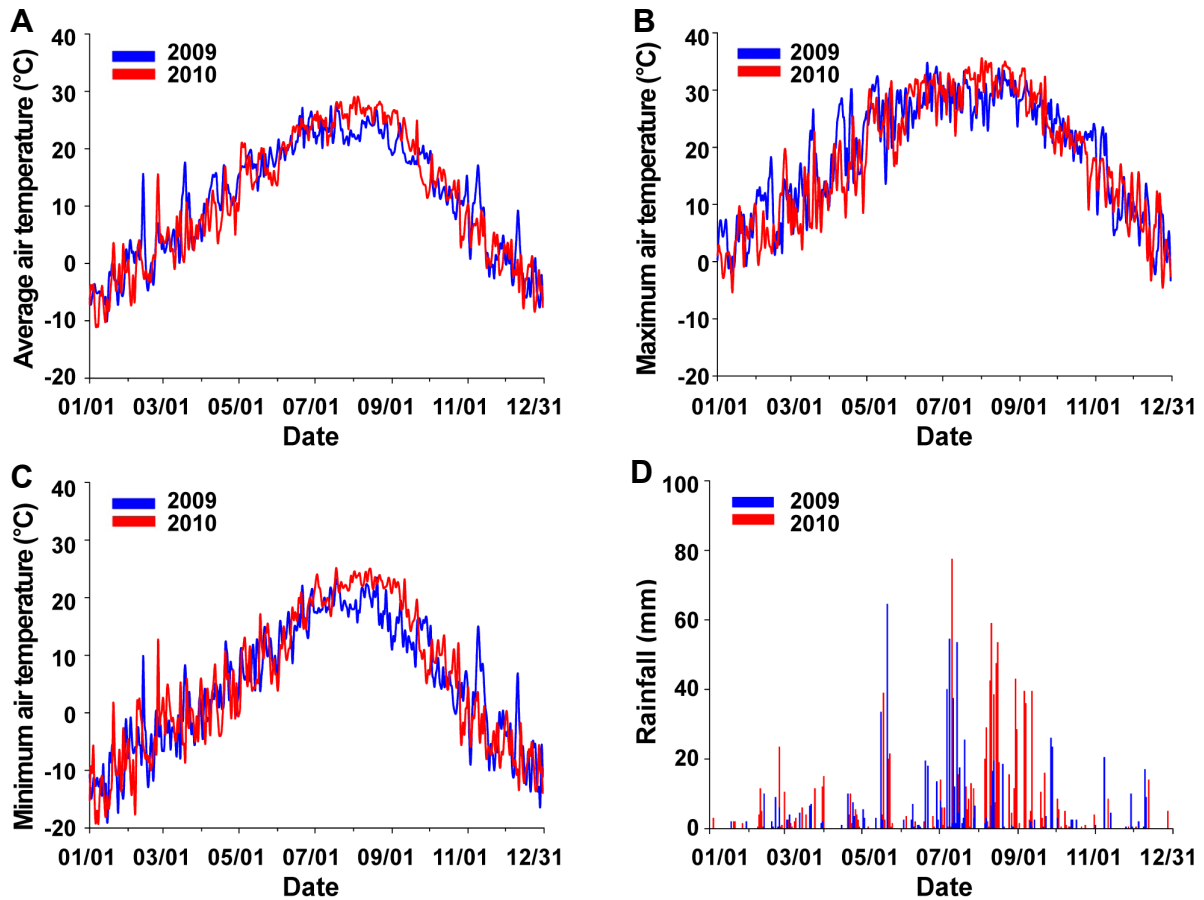 A
Average air temperature (°C)
40
30
20
10
0
-10
-20
2009
2010
01/01 03/01 05/01 07/01 09/01 11/01 12/31
Date
B
Maximum air temperature (°C)
40
30
20
10
0
-10
-20
2009
2010
01/01 03/01 05/01 07/01 09/01 11/01 12/31
Date
C
Minimum air temperature (°C)
40
30
20
10
0
-10
-20
2009
2010
01/01 03/01 05/01 07/01 09/01 11/01 12/31
Date
D
Rainfall (mm)
100
80
60
40
20
0
2009
2010
01/01 03/01 05/01 07/01 09/01 11/01 12/31
Date